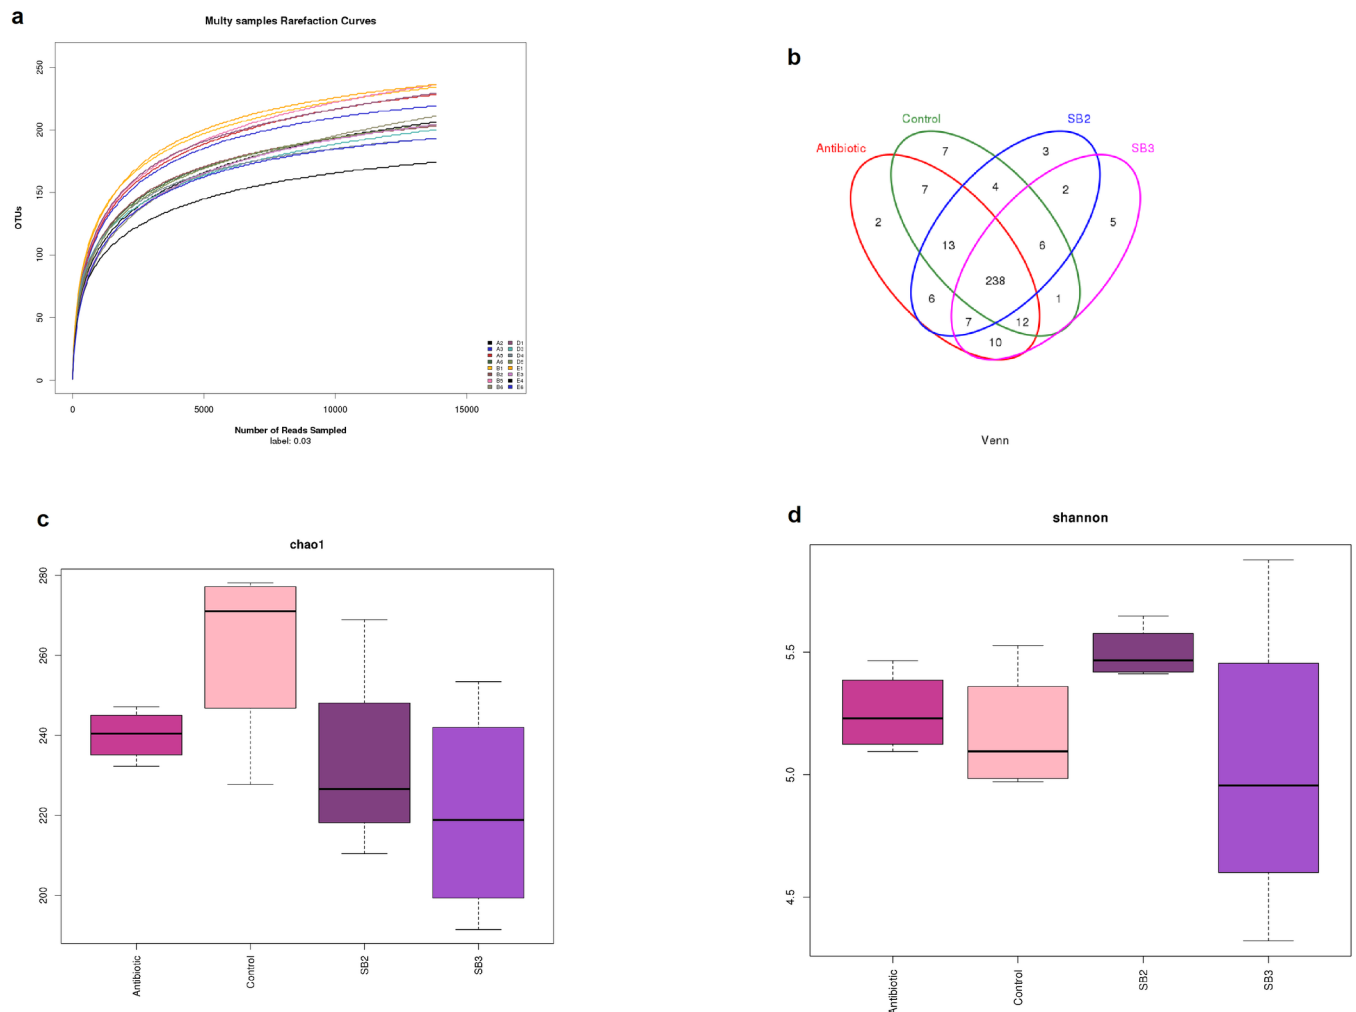 a
Multy samples Rarefaction Curves
OTUs
250
200
150
100
50
0
0 5000 10000 15000
Number of Reads Sampled
label: 0.03
A2 D1
A3 D3
A5 D4
A6 D5
B1 E1
B2 E3
B5 E4
B6 E6
b
Control SB2
Antibiotic SB3
7 3
7 4 2
2 5
13 6
238
6 1
7 12
10
Venn
c
chao1
280
260
240
220
200
Antibiotic Control SB2 SB3
d
shannon
5.5
5.0
4.5
Antibiotic Control SB2 SB3